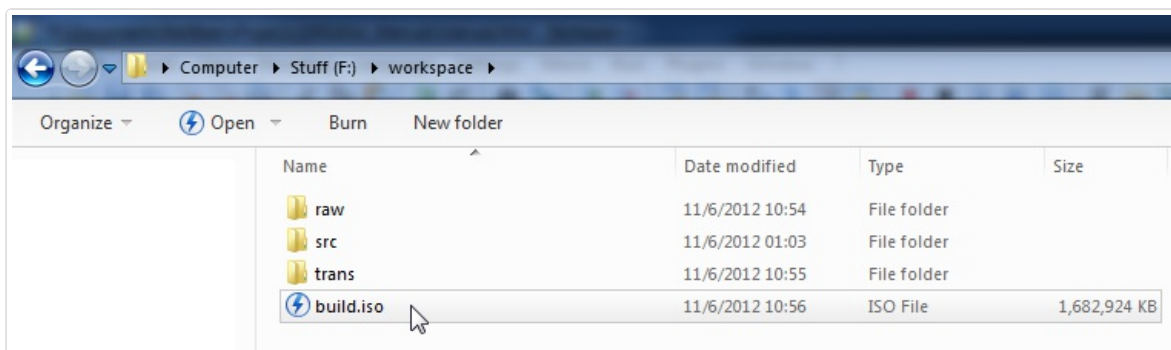 Computer Stuff (F:) workspace
Organize Open Burn New folder
Name Date modified Type Size
raw 11/6/2012 10:54 File folder
src 11/6/2012 01:03 File folder
trans 11/6/2012 10:55 File folder
build.iso 11/6/2012 10:56 ISO File 1,682,924 KB